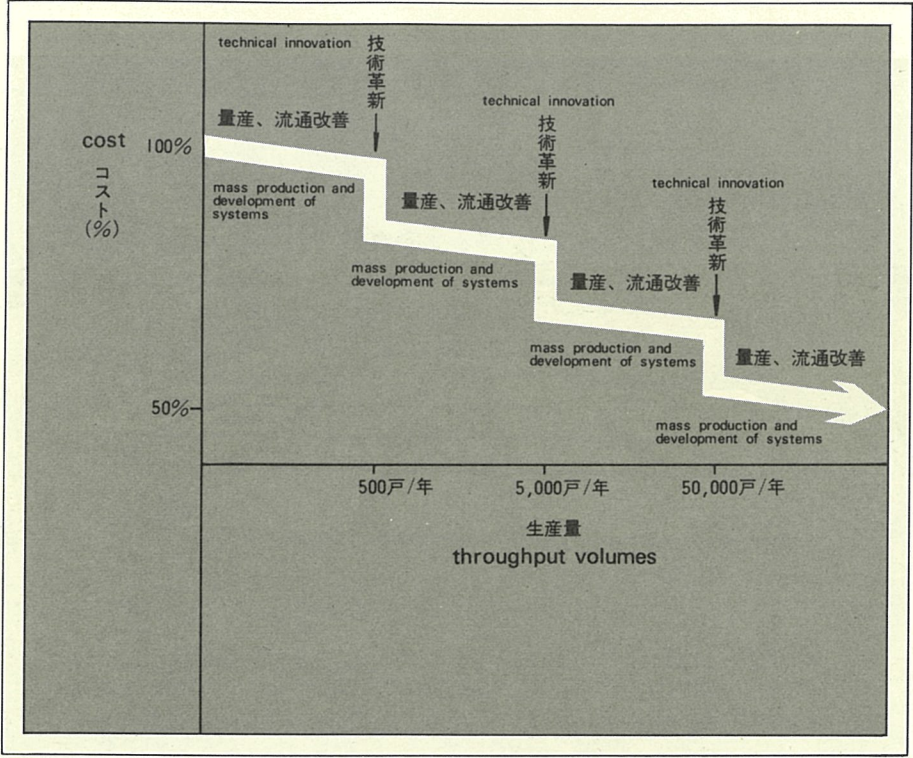 technical innovation
技術革新
量産、流通改善
technical innovation
技術革新
cost
100%
コスト
(%)
mass production and
development of
systems
technical innovation
技術革新
量産、流通改善
mass production and
development of systems
量産、流通改善
mass production and
development of systems
量産、流通改善
50%
mass production and
development of systems
500戸/年
5,000戸/年
50,000戸/年
生産量
throughput volumes